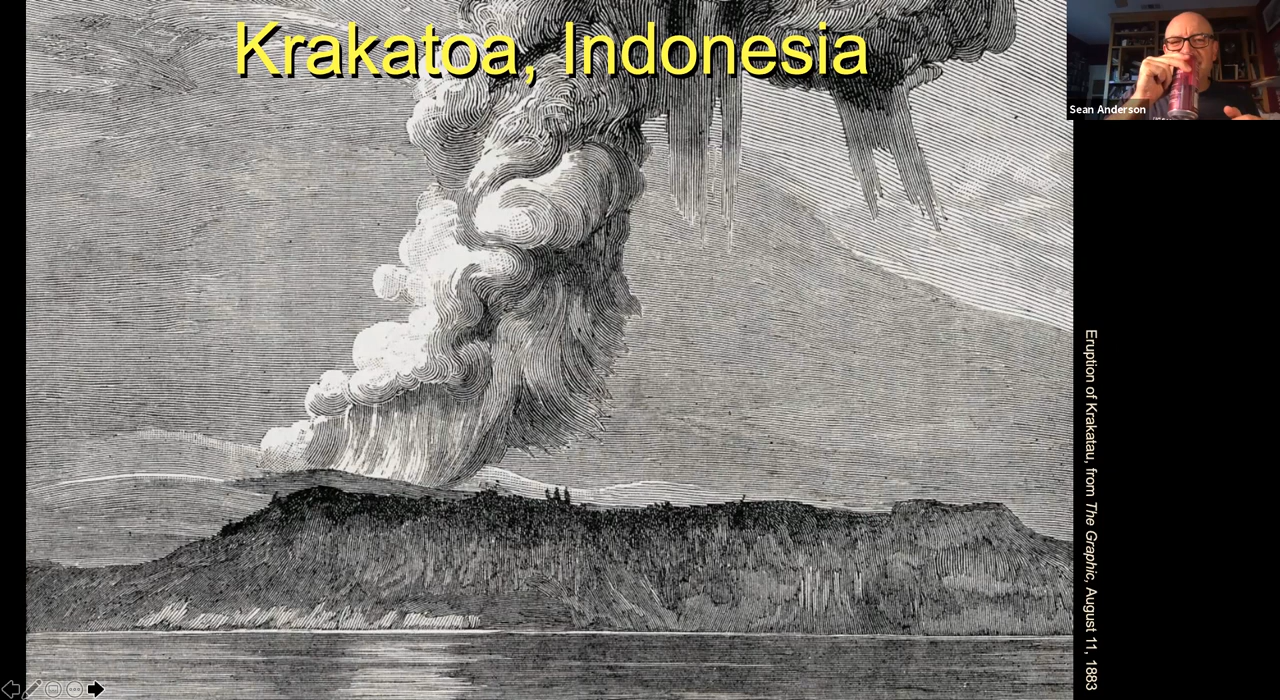 Krakatoa, Indonesia
Sean Anderson
Eruption of Krakatau, from The Graphic, August 11, 1883